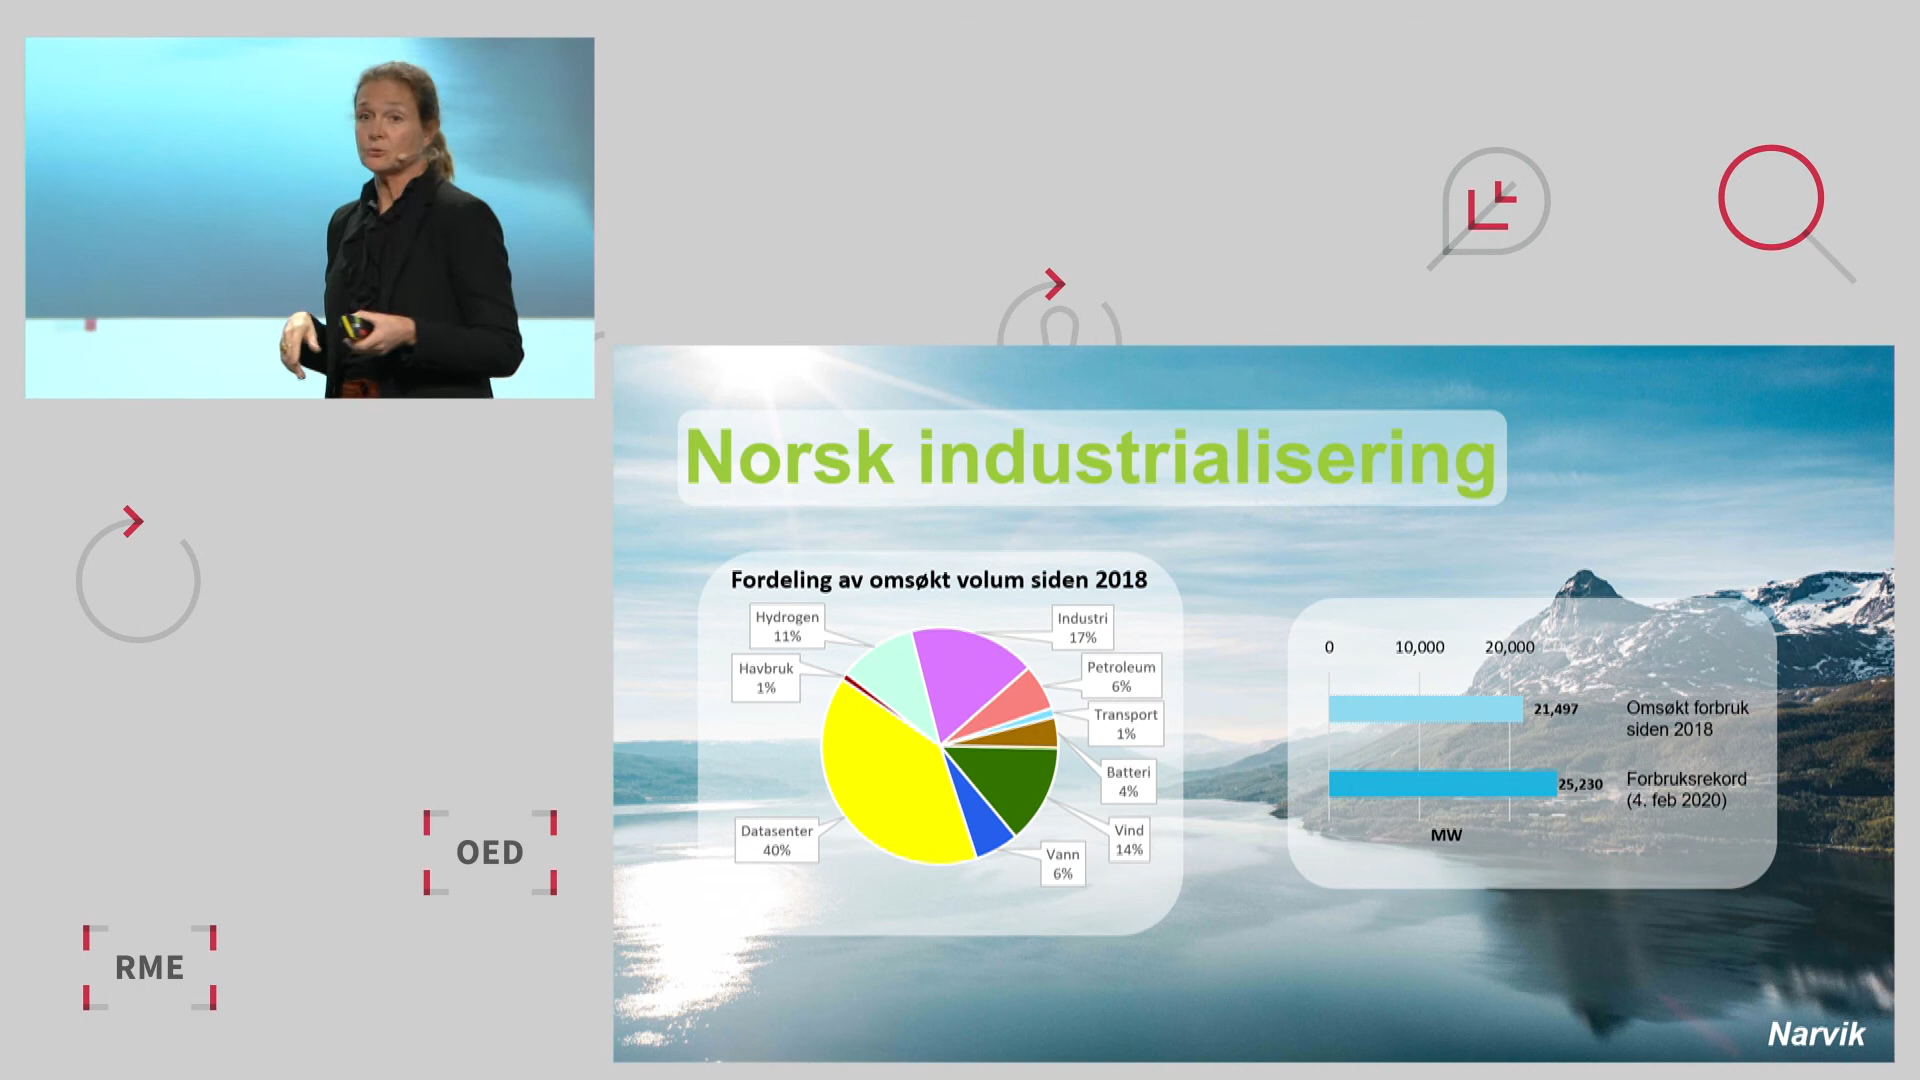 Norsk industrialisering
Fordeling av omsøkt volum siden 2018
Hydrogen
11%
Industri
17%
Havbruk
1%
Petroleum
6%
Transport
1%
Batteri
4%
Datasenter
40%
Vind
14%
Vann
6%
0 10,000 20,000
21,497
Omsøkt forbruk
siden 2018
25,230
Forbruksrekord
(4. feb 2020)
MW
OED
RME
Narvik